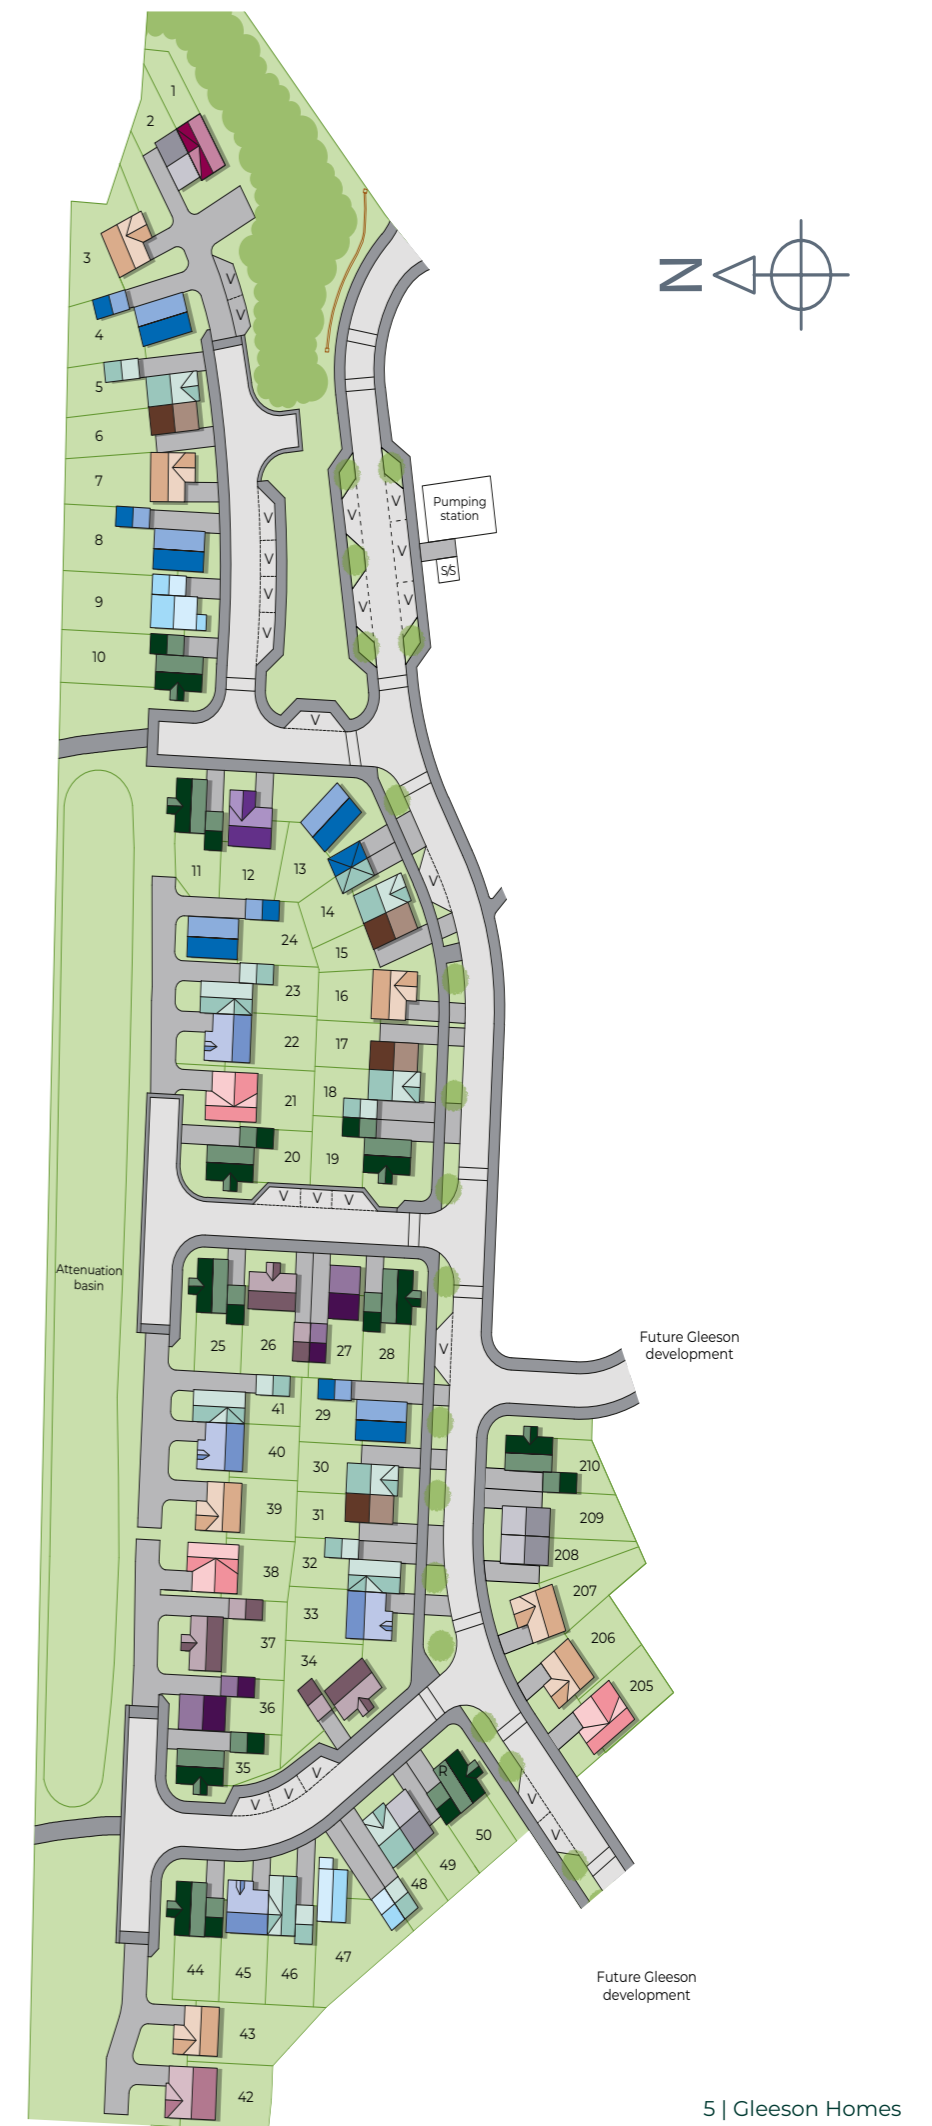 1
2
3
V
V
4
5
6
7
8
9
10
V
V
V
V
V
V
V
V
V
V
Pumping
station
S/S
N
V
11
12
13
14
15
V
24
23
22
21
20
16
17
18
19
V
V
V
Attenuation
basin
25
26
27
28
V
Future Gleeson
development
41
40
39
38
37
36
35
29
30
31
32
33
34
210
209
208
207
206
205
V
V
V
R
V
V
50
49
48
47
46
45
44
43
42
Future Gleeson
development
5 | Gleeson Homes